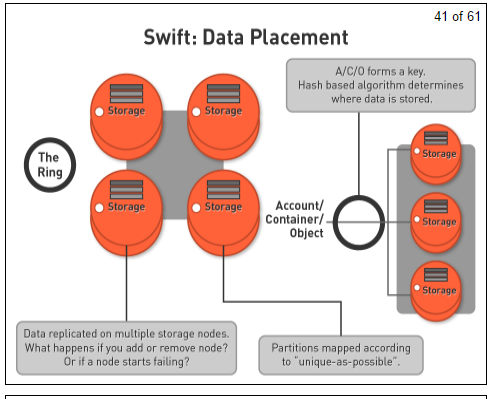 41 of 61
Swift: Data Placement
A/C/O forms a key.
Hash based algorithm determines
where data is stored.
Storage
Storage
The
Ring
Storage
Storage
Account/
Container/
Object
Storage
Storage
Storage
Data replicated on multiple storage nodes.
What happens if you add or remove node?
Or if a node starts failing?
Partitions mapped according
to “unique-as-possible”.